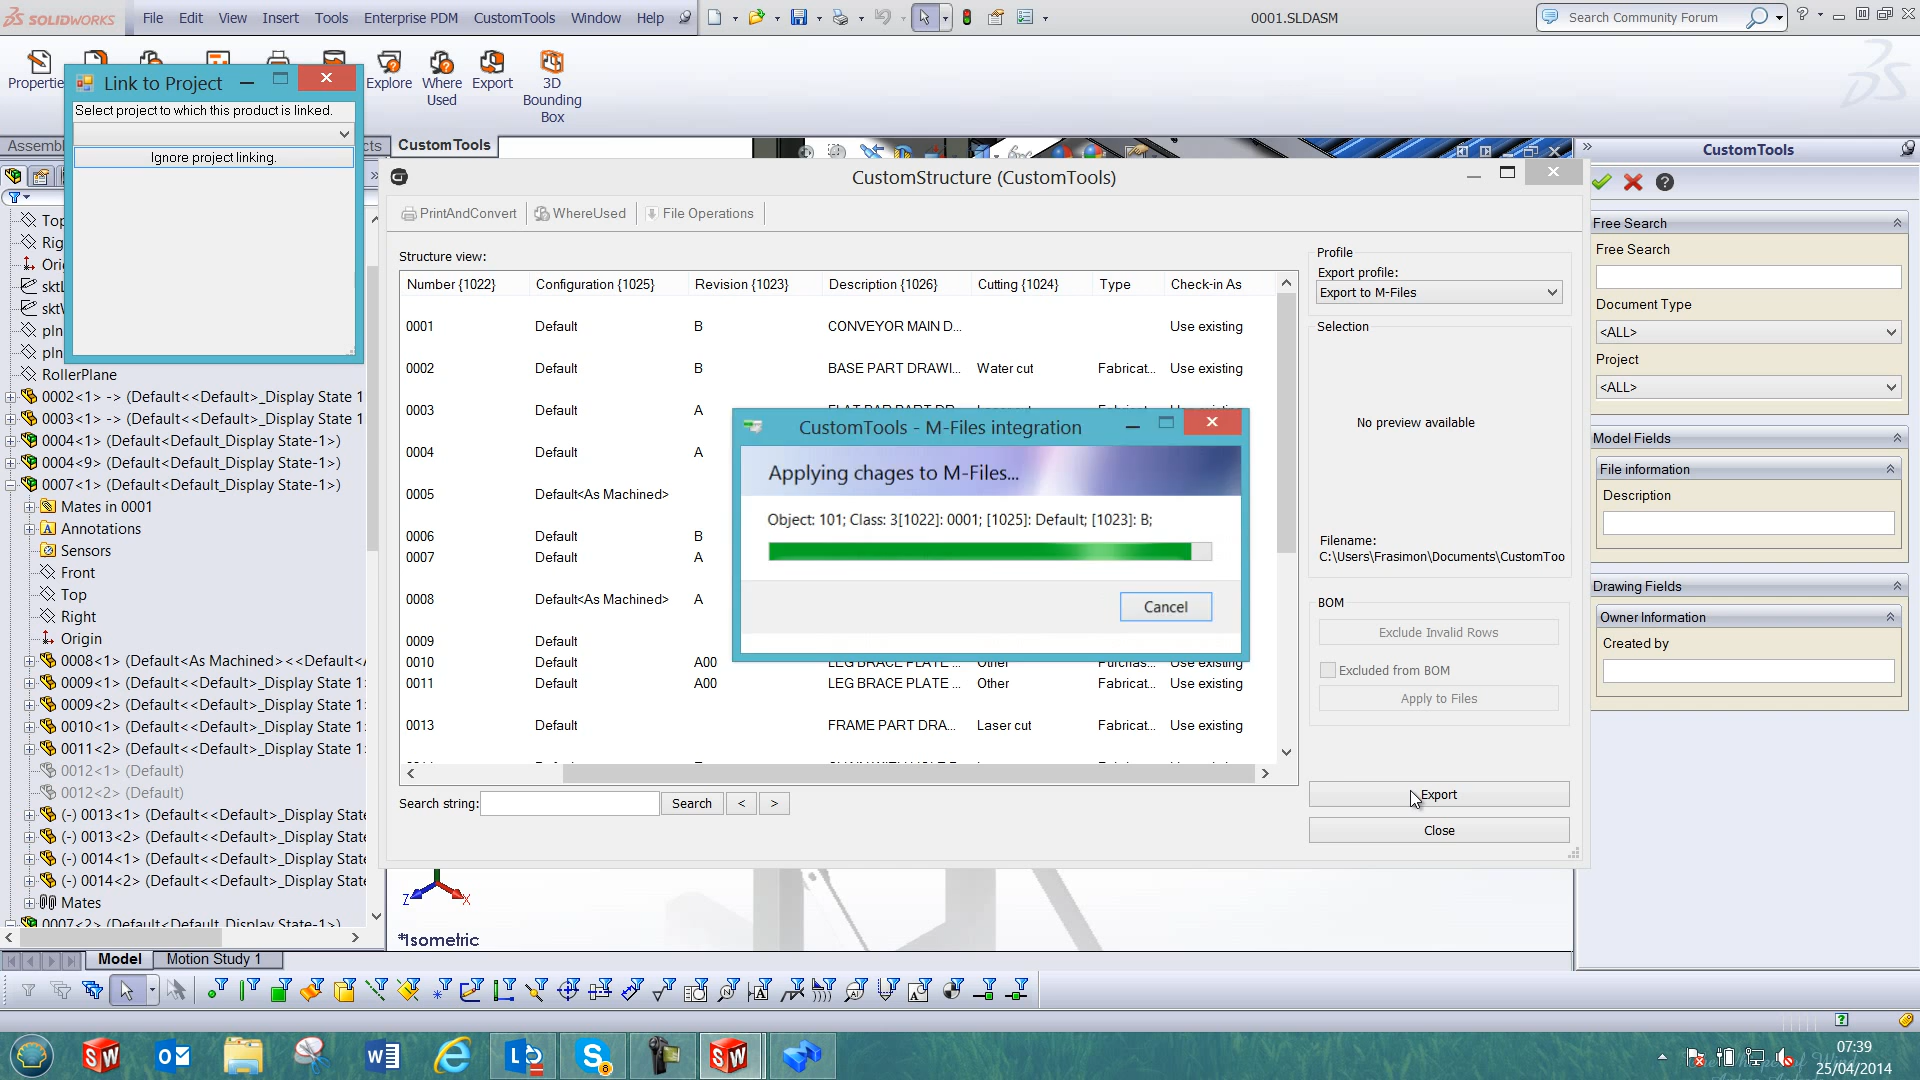 SOLIDWORKS
File Edit View Insert Tools Enterprise PDM CustomTools Window Help
0001.SLDASM
Search Community Forum
Explore
Where Used
Export
3D Bounding Box
Link to Project
Select project to which this product is linked.
Ignore project linking.
CustomTools
RollerPlane
0002<1> -> (Default<<Default>_Display State 1
0003<1> -> (Default<<Default>_Display State 1
0004<1> (Default<Default_Display State-1>)
0004<9> (Default<Default_Display State-1>)
0007<1> (Default<Default_Display State-1>)
Mates in 0001
Annotations
Sensors
Front
Top
Right
Origin
0008<1> (Default<As Machined><<Default<
0009<1> (Default<<Default>_Display State 1
0009<2> (Default<<Default>_Display State 1
0010<1> (Default<<Default>_Display State 1
0011<2> (Default<<Default>_Display State 1
0012<1> (Default)
0012<2> (Default)
(-) 0013<1> (Default<<Default>_Display State
(-) 0013<2> (Default<<Default>_Display State
(-) 0014<1> (Default<<Default>_Display State
(-) 0014<2> (Default<<Default>_Display State
Mates
0007<2> (Default<Default_Display State-1>)
Model
Motion Study 1
CustomStructure (CustomTools)
PrintAndConvert WhereUsed File Operations
Structure view:
Number {1022} Configuration {1025} Revision {1023} Description {1026} Cutting {1024} Type Check-in As
0001 Default B CONVEYOR MAIN D... Use existing
0002 Default B BASE PART DRAWI... Water cut Fabricat... Use existing
0003 Default A
0004 Default A
0005 Default<As Machined>
0006 Default B
0007 Default A
0008 Default<As Machined> A
0009 Default
0010 Default A00 LEG BRACE PLATE ... Other Purchas... Use existing
0011 Default A00 LEG BRACE PLATE ... Other Fabricat... Use existing
0013 Default FRAME PART DRA... Laser cut Fabricat... Use existing
Search string:
Search
<
>
CustomTools - M-Files integration
Applying chages to M-Files...
Object: 101; Class: 3[1022]: 0001; [1025]: Default; [1023]: B;
Cancel
Profile
Export profile:
Export to M-Files
Selection
No preview available
Filename:
C:\Users\Frasimon\Documents\CustomToo
BOM
Exclude Invalid Rows
Excluded from BOM
Apply to Files
Export
Close
*Isometric
CustomTools
Free Search
Free Search
Document Type
<ALL>
Project
<ALL>
Model Fields
File information
Description
Drawing Fields
Owner Information
Created by
07:39
25/04/2014